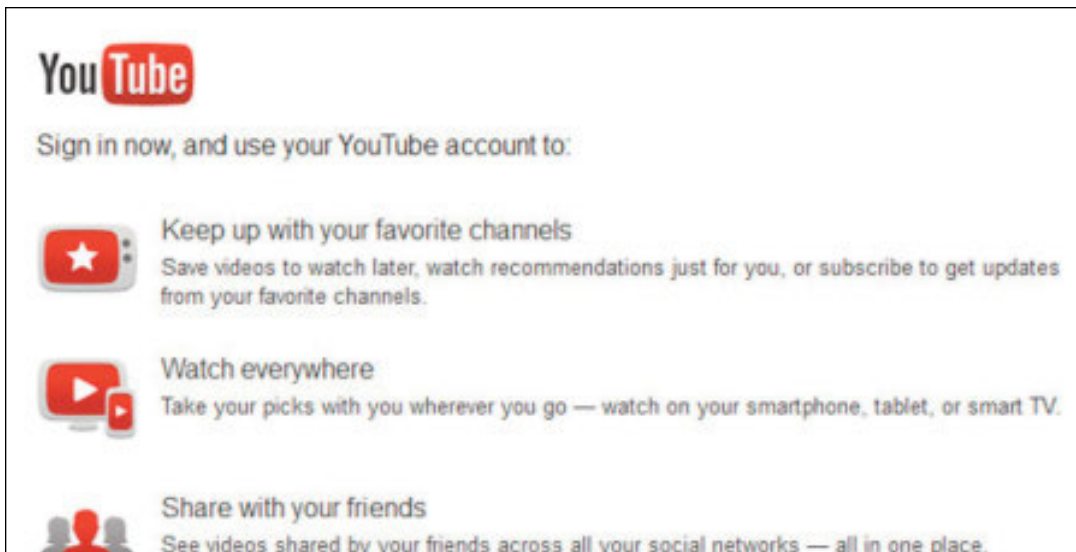 YouTube
Sign in now, and use your YouTube account to:
Keep up with your favorite channels
Save videos to watch later, watch recommendations just for you, or subscribe to get updates
from your favorite channels.
Watch everywhere
Take your picks with you wherever you go — watch on your smartphone, tablet, or smart TV.
Share with your friends
See videos shared by your friends across all your social networks — all in one place.